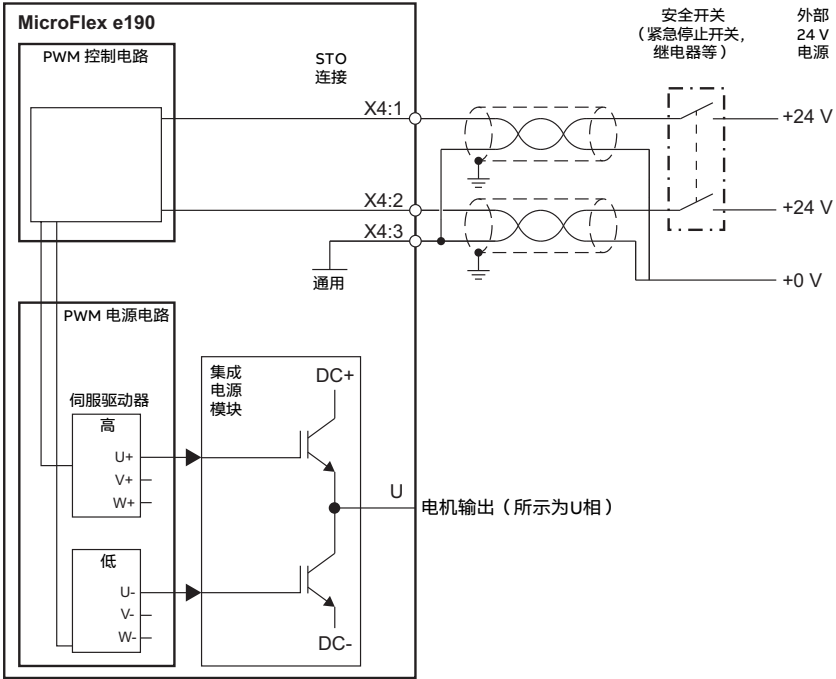 MicroFlex e190
PWM 控制电路
STO
连接
安全开关
（紧急停止开关,
继电器等）
外部
24 V
电源
X4:1
+24 V
X4:2
+24 V
X4:3
通用
+0 V
PWM 电源电路
伺服驱动器
高
U+
V+
W+
低
U-
V-
W-
集成
电源
模块
DC+
U
电机输出（所示为U相）
DC-